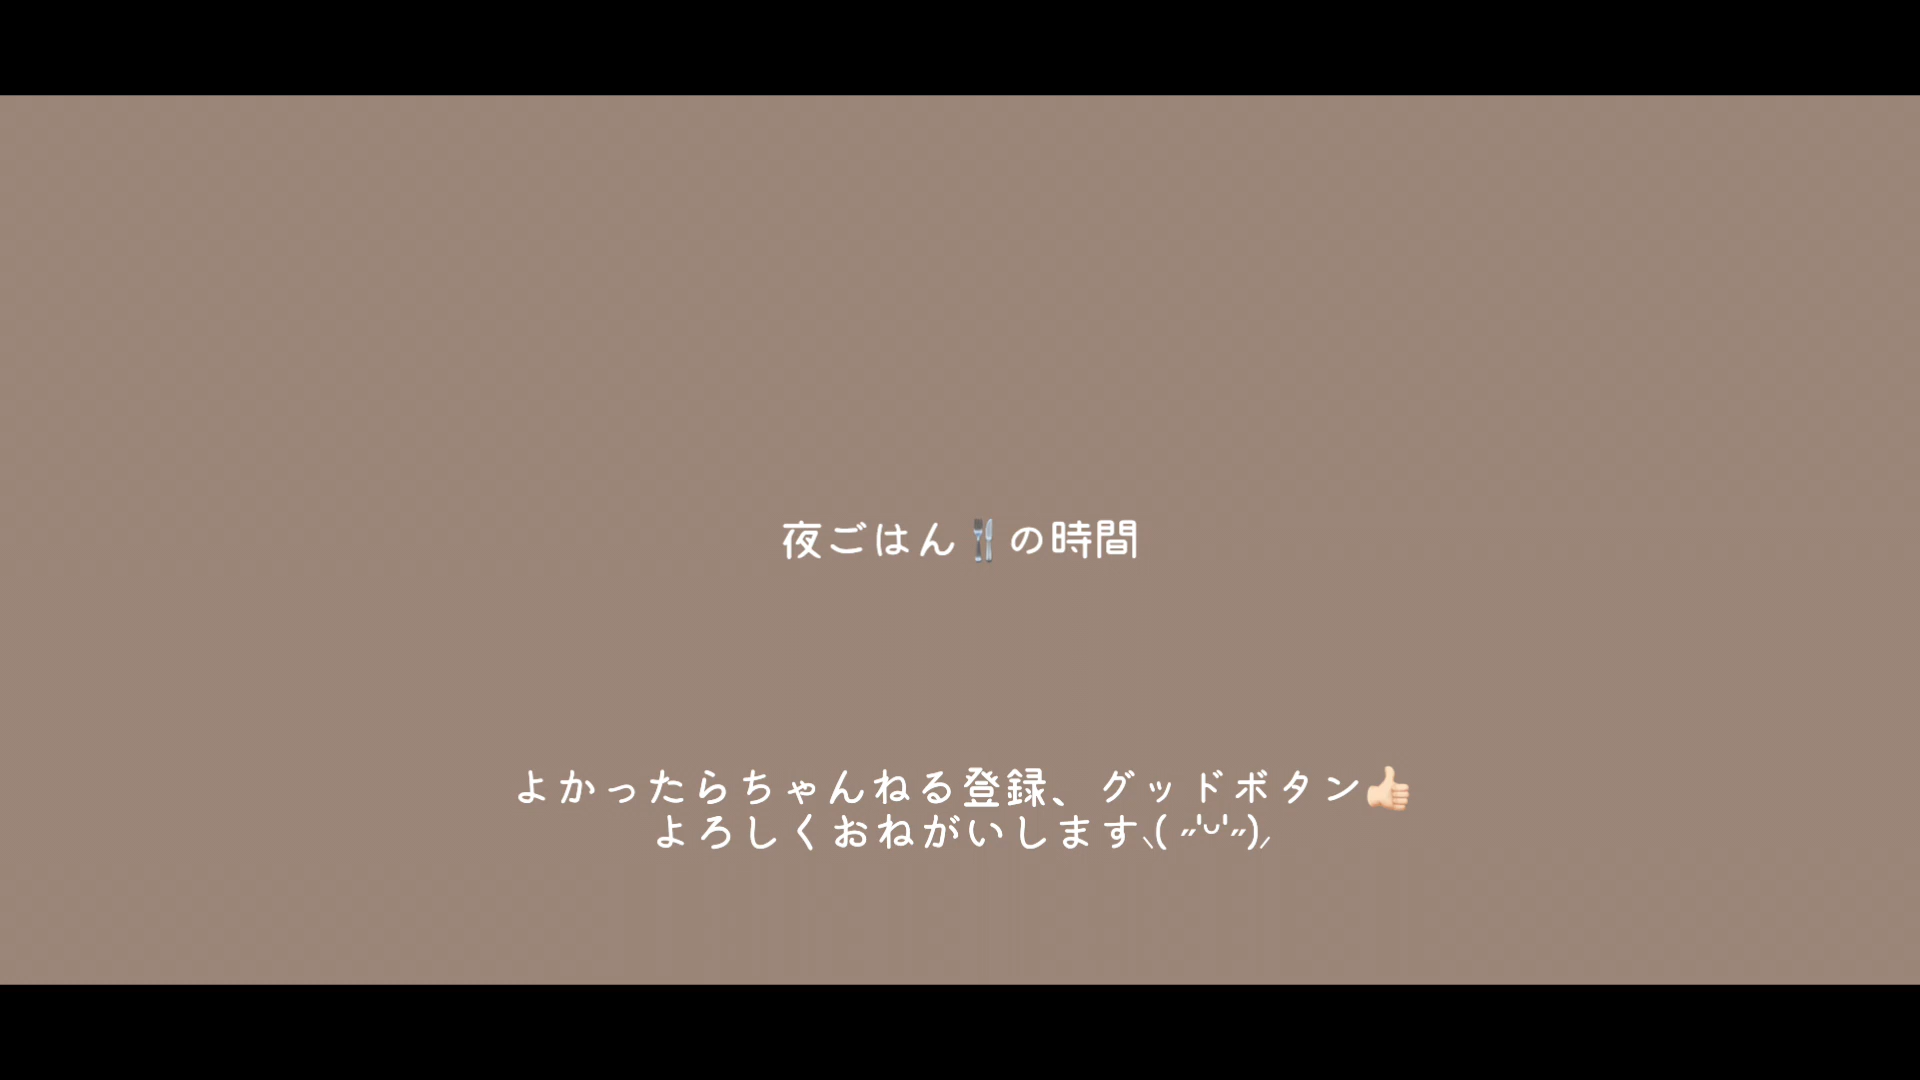 夜ごはん🍴の時間
よかったらちゃんねる登録、グッドボタン👍🏻
よろしくおねがいします⸜( ˶'ᵕ'˶)⸝